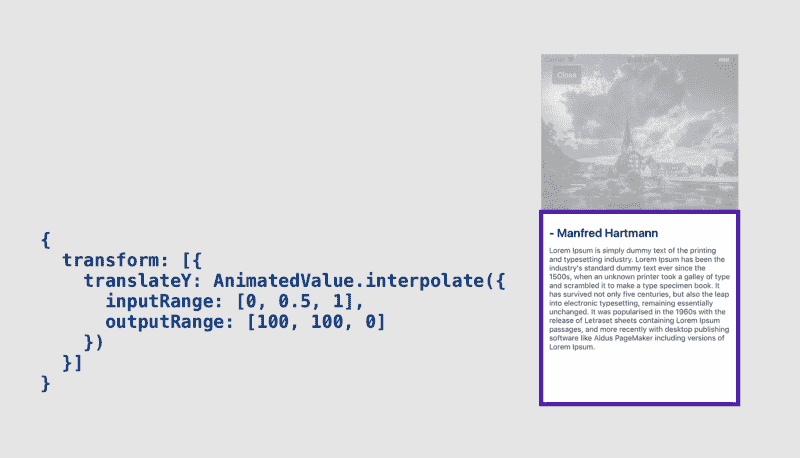 {
transform: [{
translateY: AnimatedValue.interpolate({
inputRange: [0, 0.5, 1],
outputRange: [100, 100, 0]
})
}]
}
Close
- Manfred Hartmann
Lorem Ipsum is simply dummy text of the printing
and typesetting industry. Lorem Ipsum has been the
industry's standard dummy text ever since the
1500s, when an unknown printer took a galley of type
and scrambled it to make a type specimen book. It
has survived not only five centuries, but also the leap
into electronic typesetting, remaining essentially
unchanged. It was popularised in the 1960s with the
release of Letraset sheets containing Lorem Ipsum
passages, and more recently with desktop publishing
software like Aldus PageMaker including versions of
Lorem Ipsum.